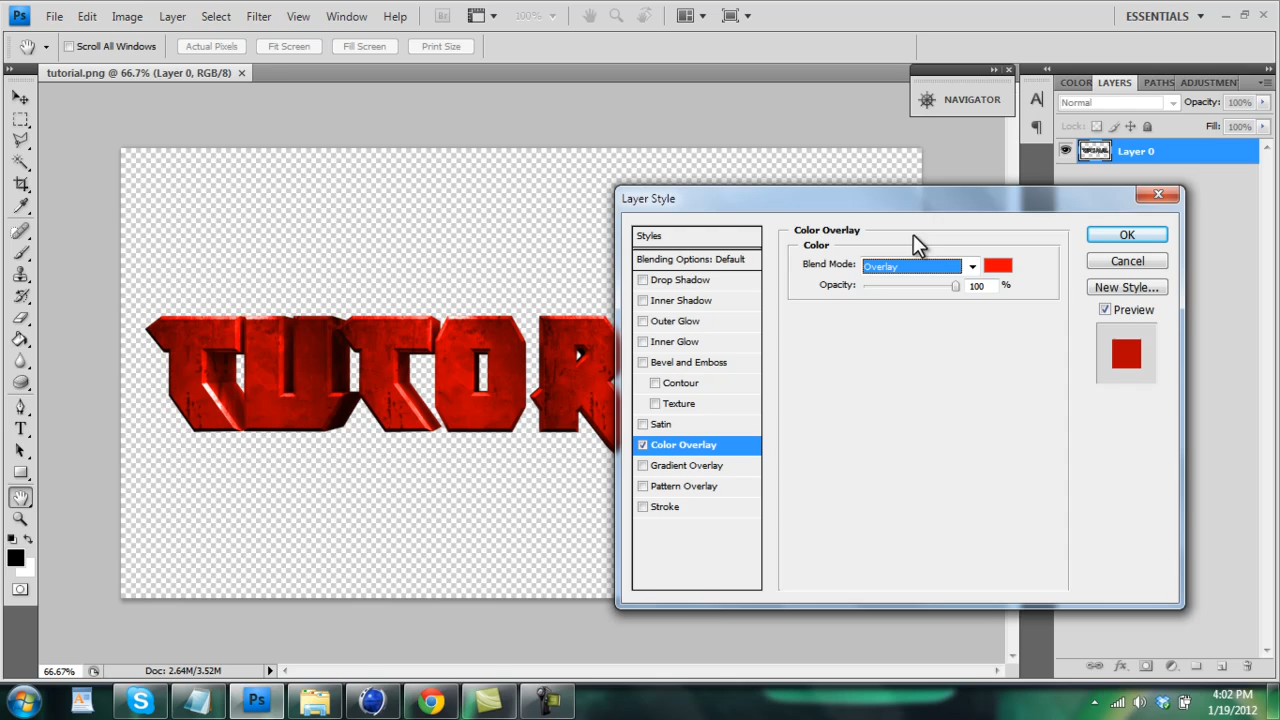 Ps File Edit Image Layer Select Filter View Window Help Br 100% ESSENTIALS
Scroll All Windows Actual Pixels Fit Screen Fill Screen Print Size
tutorial.png @ 66.7% (Layer 0, RGB/8)
COLOR LAYERS PATHS ADJUSTMEN
NAVIGATOR
Normal Opacity: 100%
Lock: Fill: 100%
Layer 0
TUTOR
Layer Style
Styles
Blending Options: Default
Drop Shadow
Inner Shadow
Outer Glow
Inner Glow
Bevel and Emboss
Contour
Texture
Satin
Color Overlay
Gradient Overlay
Pattern Overlay
Stroke
Color Overlay
Color
Blend Mode: Overlay
Opacity: 100 %
OK
Cancel
New Style...
Preview
66.67% Doc: 2.64M/3.52M
4:02 PM
1/19/2012